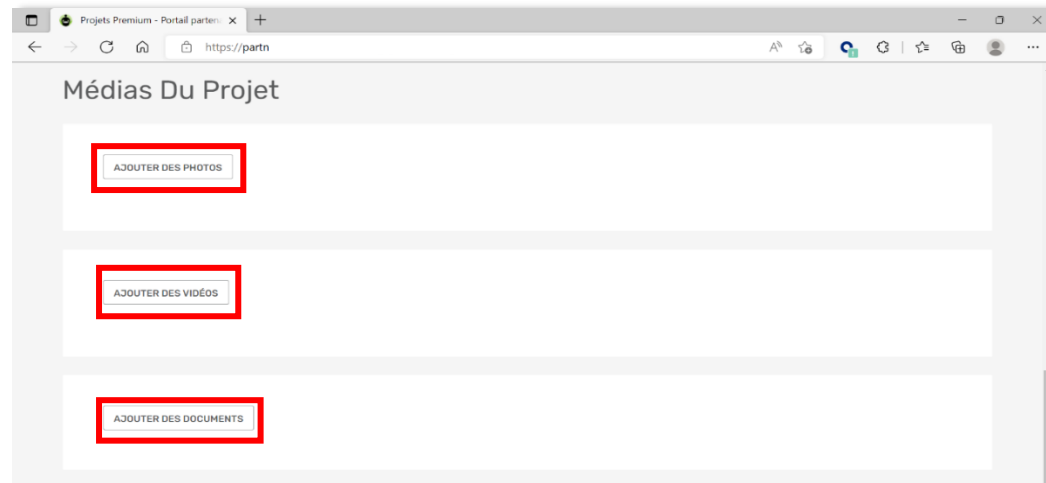 Projets Premium - Portail parten
https://partn
Médias Du Projet
AJOUTER DES PHOTOS
AJOUTER DES VIDÉOS
AJOUTER DES DOCUMENTS